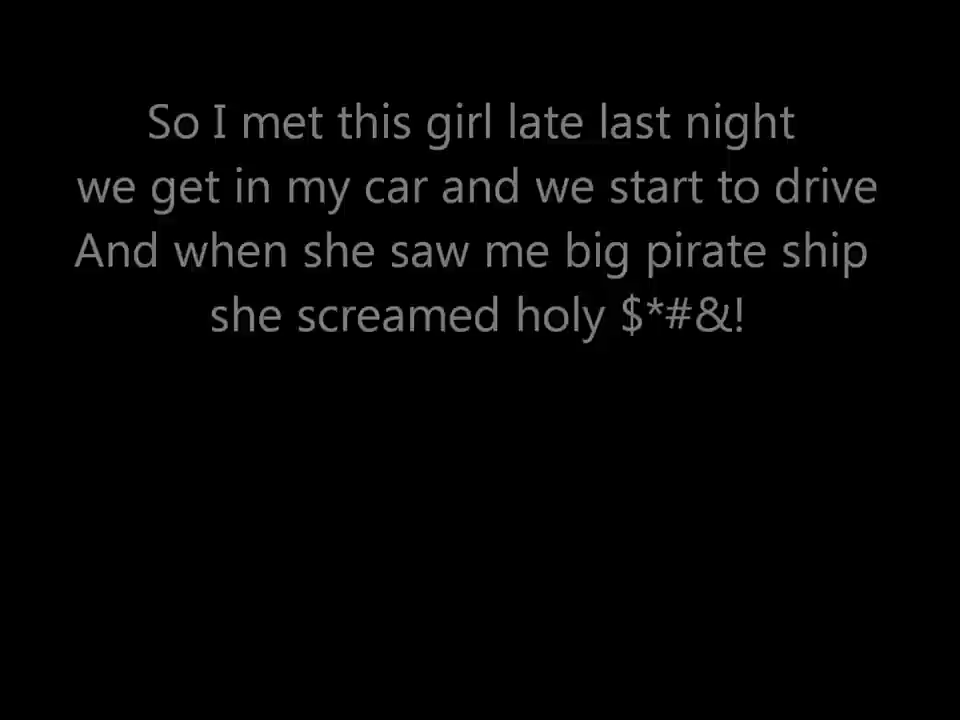 So I met this girl late last night
we get in my car and we start to drive
And when she saw me big pirate ship
she screamed holy $*#&!